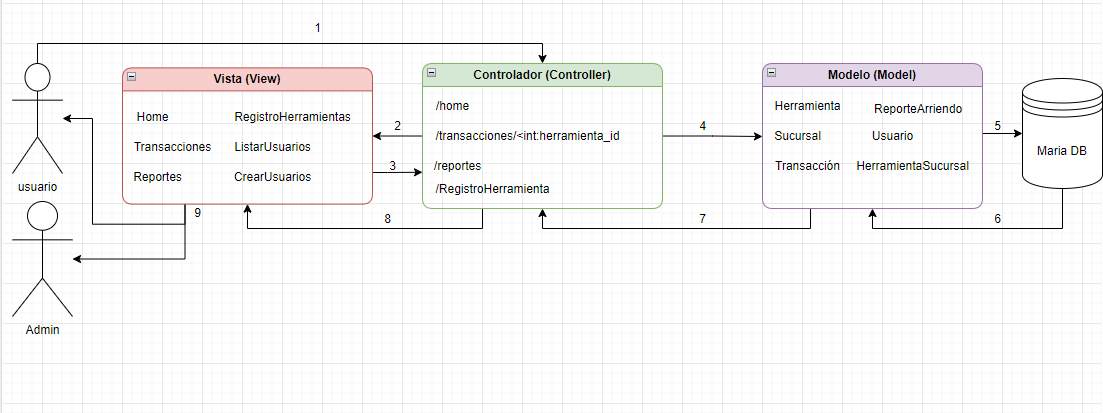 1
Vista (View)
Home
RegistroHerramientas
Transacciones
ListarUsuarios
Reportes
CrearUsuarios
Controlador (Controller)
/home
/transacciones/<int:herramienta_id
/reportes
/RegistroHerramienta
Modelo (Model)
Herramienta
ReporteArriendo
Sucursal
Usuario
Transacción
HerramientaSucursal
Maria DB
2
3
4
5
6
7
8
9
usuario
Admin